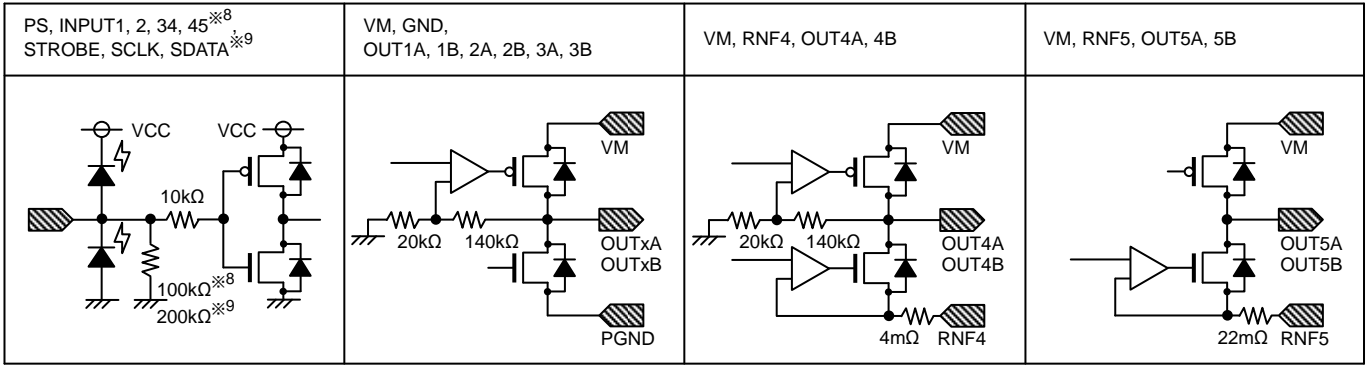 PS, INPUT1, 2, 34, 45※8,
STROBE, SCLK, SDATA※9
VCC
VCC
10kΩ
100kΩ※8
200kΩ※9
VM, GND,
OUT1A, 1B, 2A, 2B, 3A, 3B
VM
20kΩ
140kΩ
OUTxA
OUTxB
PGND
VM, RNF4, OUT4A, 4B
VM
20kΩ
140kΩ
OUT4A
OUT4B
4mΩ
RNF4
VM, RNF5, OUT5A, 5B
VM
OUT5A
OUT5B
22mΩ
RNF5